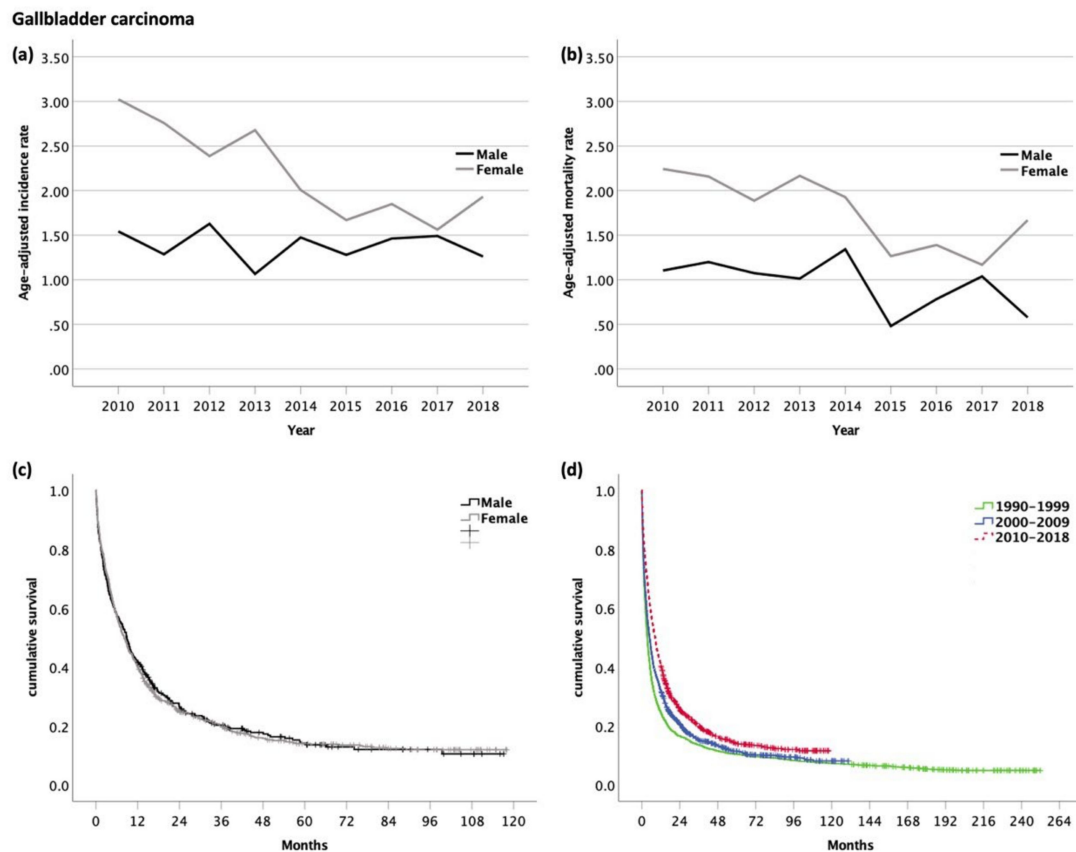 Gallbladder carcinoma
(a)
3.50
3.00
2.50
2.00
1.50
1.00
.50
.00
Age-adjusted incidence rate
Male
Female
2010 2011 2012 2013 2014 2015 2016 2017 2018
Year
(b)
3.50
3.00
2.50
2.00
1.50
1.00
.50
.00
Age-adjusted mortality rate
Male
Female
2010 2011 2012 2013 2014 2015 2016 2017 2018
Year
(c)
1.0
0.8
0.6
0.4
0.2
0.0
cumulative survival
Male
Female
0 12 24 36 48 60 72 84 96 108 120
Months
(d)
1.0
0.8
0.6
0.4
0.2
0.0
cumulative survival
1990-1999
2000-2009
2010-2018
0 24 48 72 96 120 144 168 192 216 240 264
Months